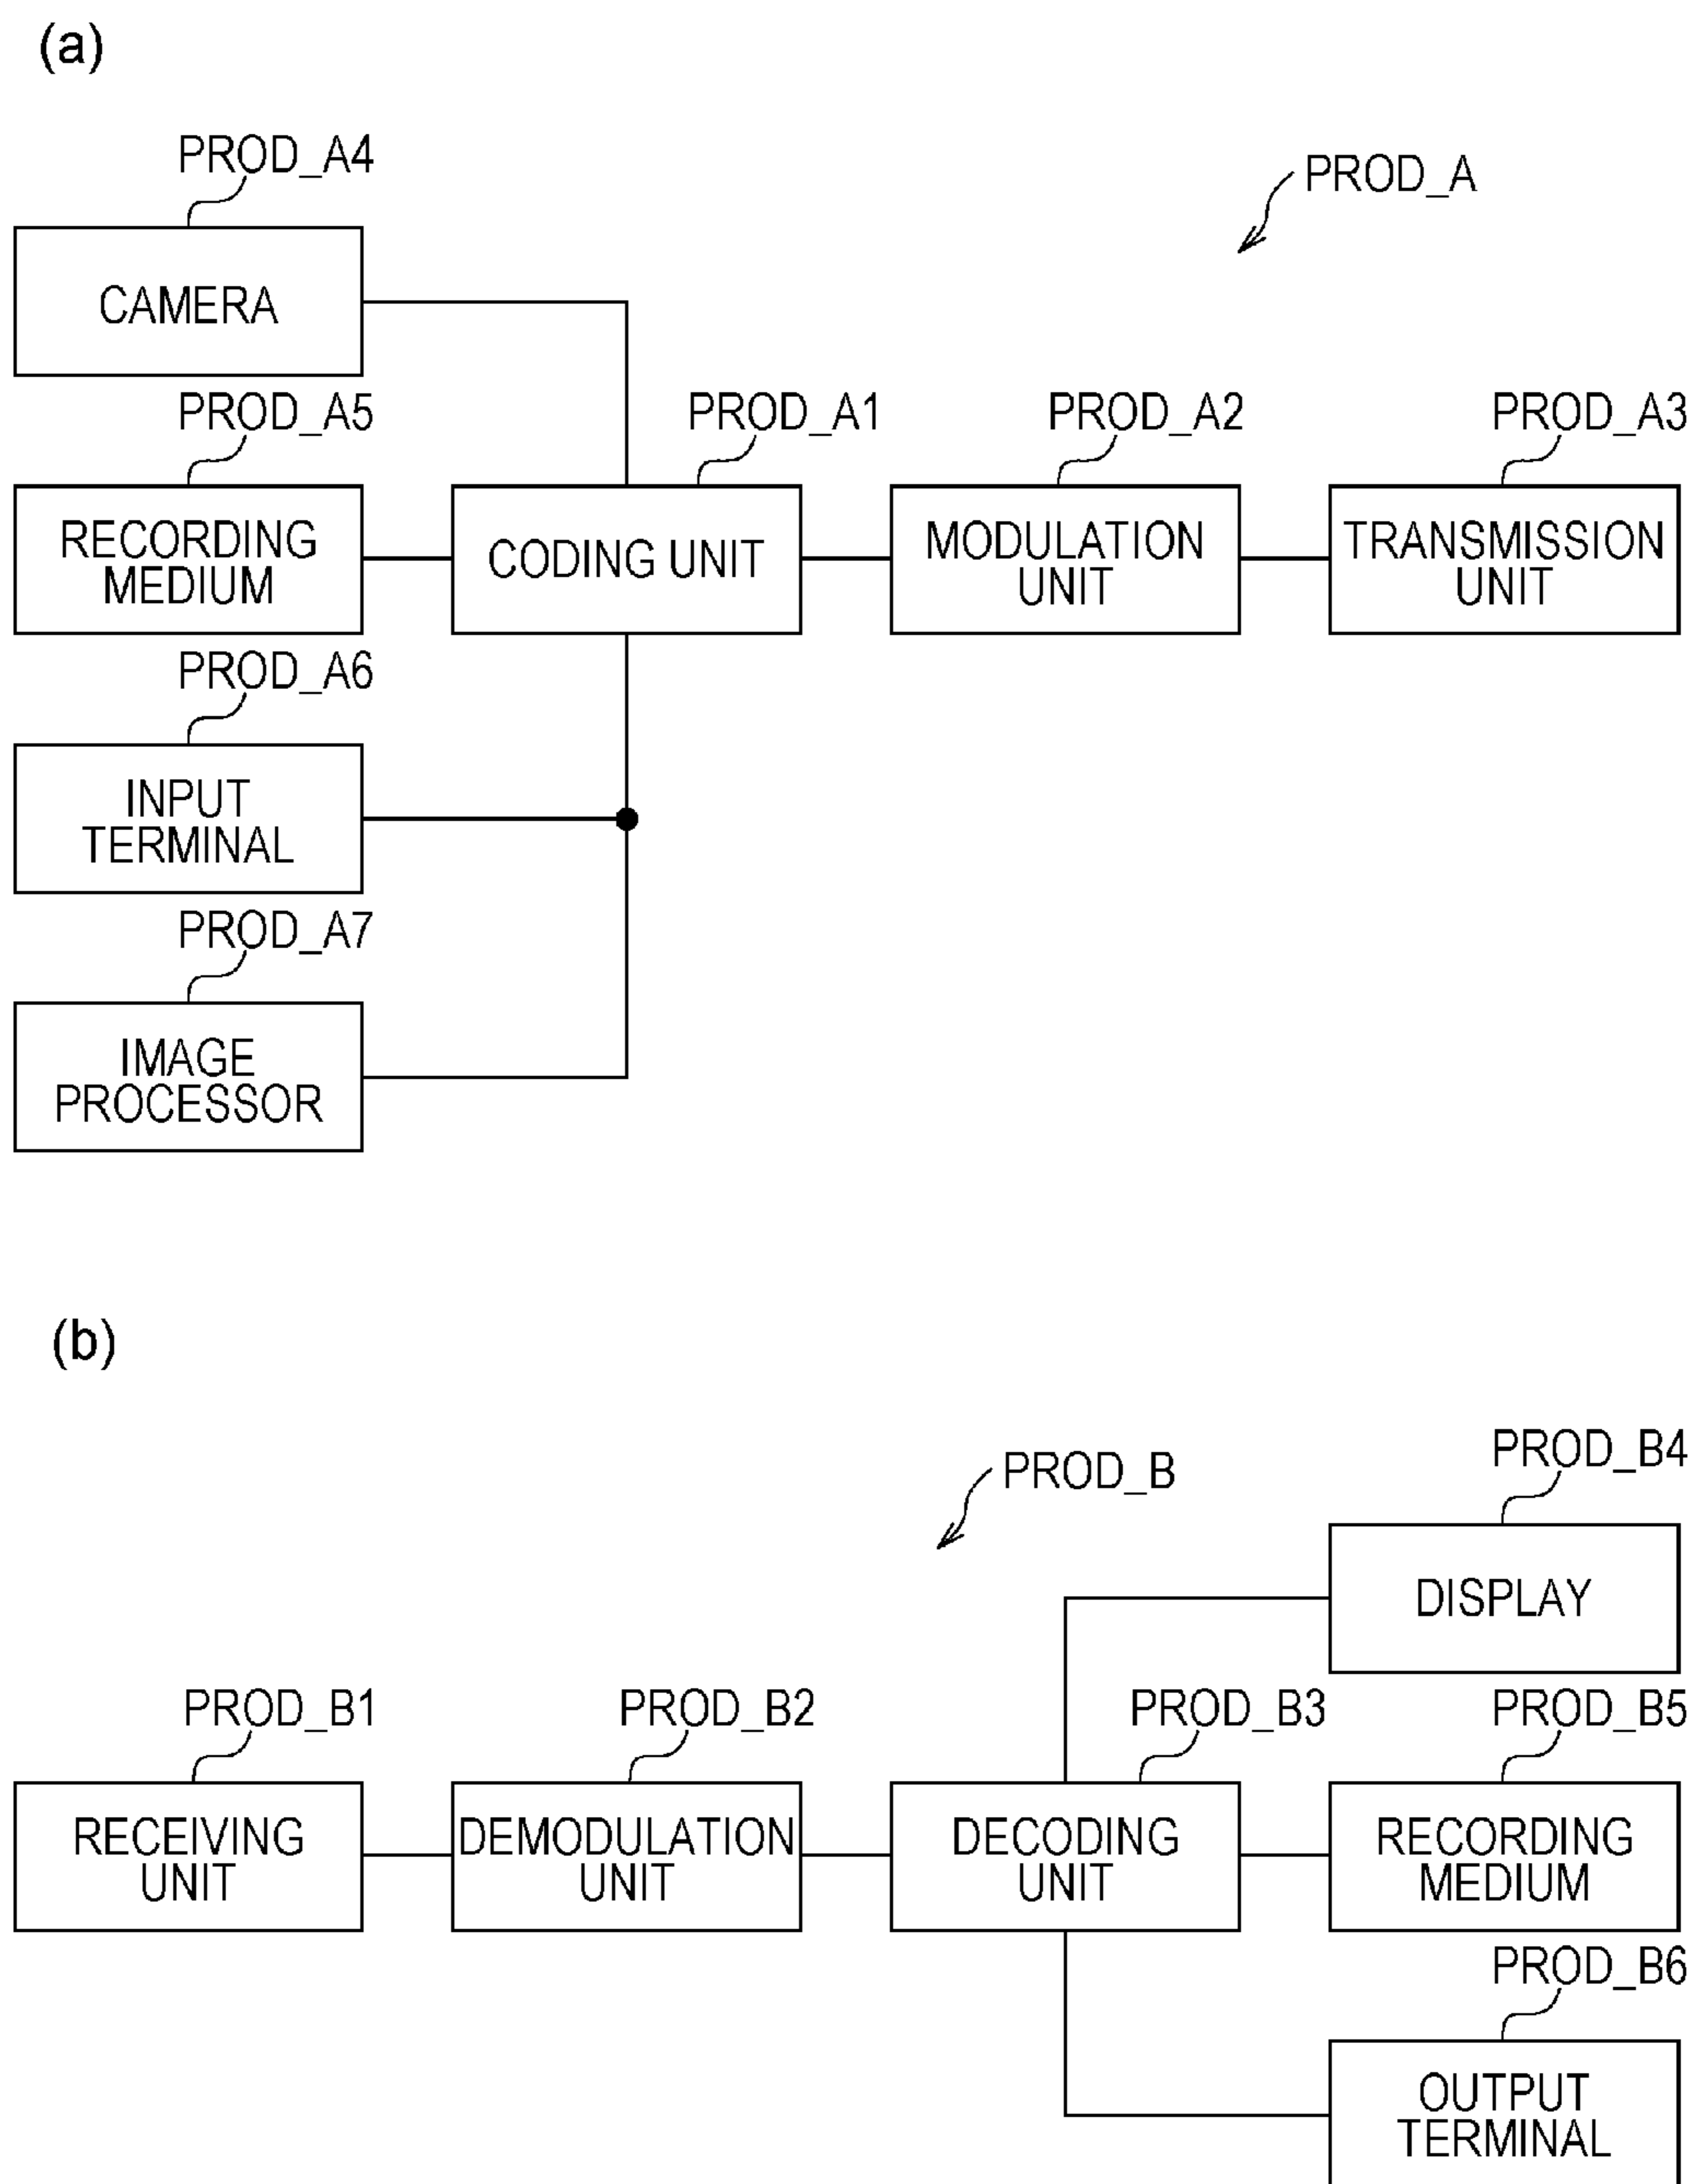 (a)
PROD_A4
PROD_A
CAMERA
PROD_A5
PROD_A1
PROD_A2
PROD_A3
RECORDING
MEDIUM
CODING UNIT
MODULATION
UNIT
TRANSMISSION
UNIT
PROD_A6
INPUT
TERMINAL
PROD_A7
IMAGE
PROCESSOR
(b)
PROD_B4
PROD_B
DISPLAY
PROD_B1
PROD_B2
PROD_B3
PROD_B5
RECEIVING
UNIT
DEMODULATION
UNIT
DECODING
UNIT
RECORDING
MEDIUM
PROD_B6
OUTPUT
TERMINAL